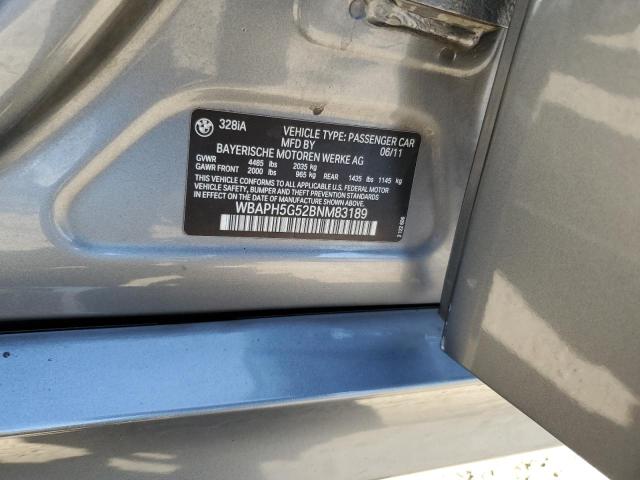 328iA
VEHICLE TYPE: PASSENGER CAR
MFD BY 06/11
BAYERISCHE MOTOREN WERKE AG
GVWR 4485 lbs 2035 kg
GAWR FRONT 2000 lbs 965 kg REAR 1435 lbs 1145 kg
THIS CAR CONFORMS TO ALL APPLICABLE U.S. FEDERAL MOTOR
VEHICLE SAFETY, BUMPER AND THEFT PREVENTION STANDARDS
IN EFFECT ON THE DATE OF MANUFACTURE SHOWN ABOVE.
WBAPH5G52BNM83189